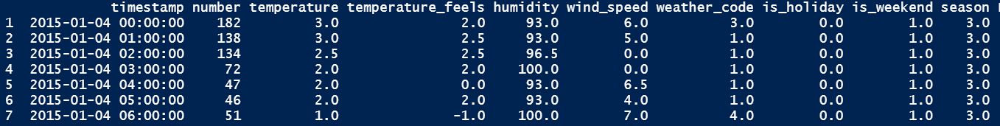 timestamp number temperature temperature_feels humidity wind_speed weather_code is_holiday is_weekend season
1 2015-01-04 00:00:00 182 3.0 2.0 93.0 6.0 3.0 0.0 1.0 3.0
2 2015-01-04 01:00:00 138 3.0 2.5 93.0 5.0 1.0 0.0 1.0 3.0
3 2015-01-04 02:00:00 134 2.5 2.5 96.5 0.0 1.0 0.0 1.0 3.0
4 2015-01-04 03:00:00 72 2.0 2.0 100.0 0.0 1.0 0.0 1.0 3.0
5 2015-01-04 04:00:00 47 2.0 0.0 93.0 6.5 1.0 0.0 1.0 3.0
6 2015-01-04 05:00:00 46 2.0 2.0 93.0 4.0 1.0 0.0 1.0 3.0
7 2015-01-04 06:00:00 51 1.0 -1.0 100.0 7.0 4.0 0.0 1.0 3.0